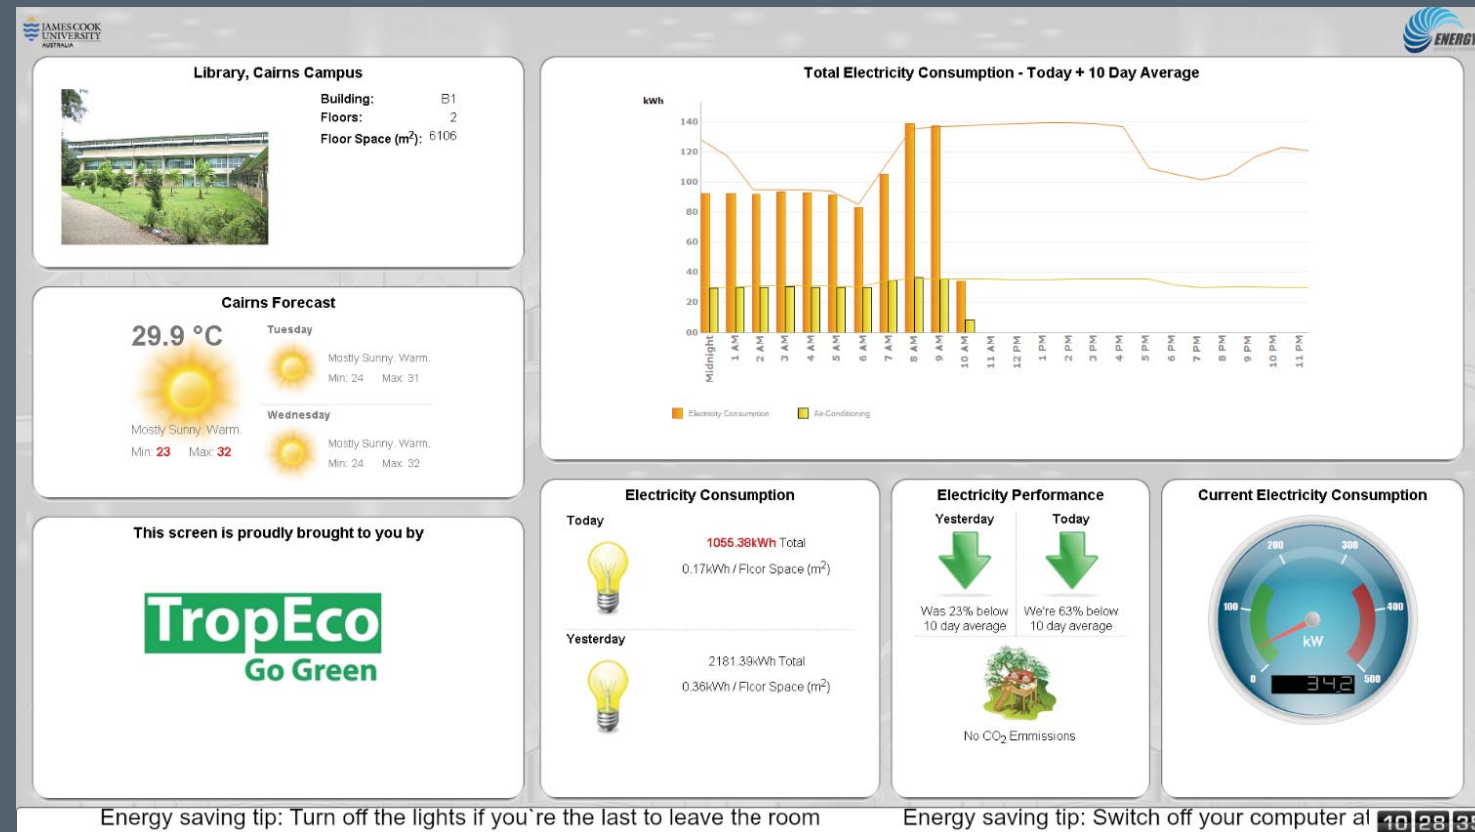 JAMES COOK
UNIVERSITY
AUSTRALIA
ENERGY
Library, Cairns Campus
Building: B1
Floors: 2
Floor Space (m2): 6106
Cairns Forecast
29.9 °C
Mostly Sunny. Warm.
Min: 23 Max: 32
Tuesday
Mostly Sunny. Warm.
Min: 24 Max: 31
Wednesday
Mostly Sunny. Warm.
Min: 24 Max: 32
This screen is proudly brought to you by
TropEco
Go Green
Total Electricity Consumption - Today + 10 Day Average
kWh
140
120
100
80
60
40
20
00
Midnight 1 AM 2 AM 3 AM 4 AM 5 AM 6 AM 7 AM 8 AM 9 AM 10 AM 11 AM 12 PM 1 PM 2 PM 3 PM 4 PM 5 PM 6 PM 7 PM 8 PM 9 PM 10 PM 11 PM
Electricity Consumption Air-Conditioning
Electricity Consumption
Today
1055.38kWh Total
0.17kWh / Floor Space (m2)
Yesterday
2181.39kWh Total
0.36kWh / Floor Space (m2)
Electricity Performance
Yesterday Today
Was 23% below We're 63% below
10 day average 10 day average
No CO2 Emmissions
Current Electricity Consumption
200 300
100 400
kW
0 500
34.2
Energy saving tip: Turn off the lights if you`re the last to leave the room Energy saving tip: Switch off your computer at
10 28 35